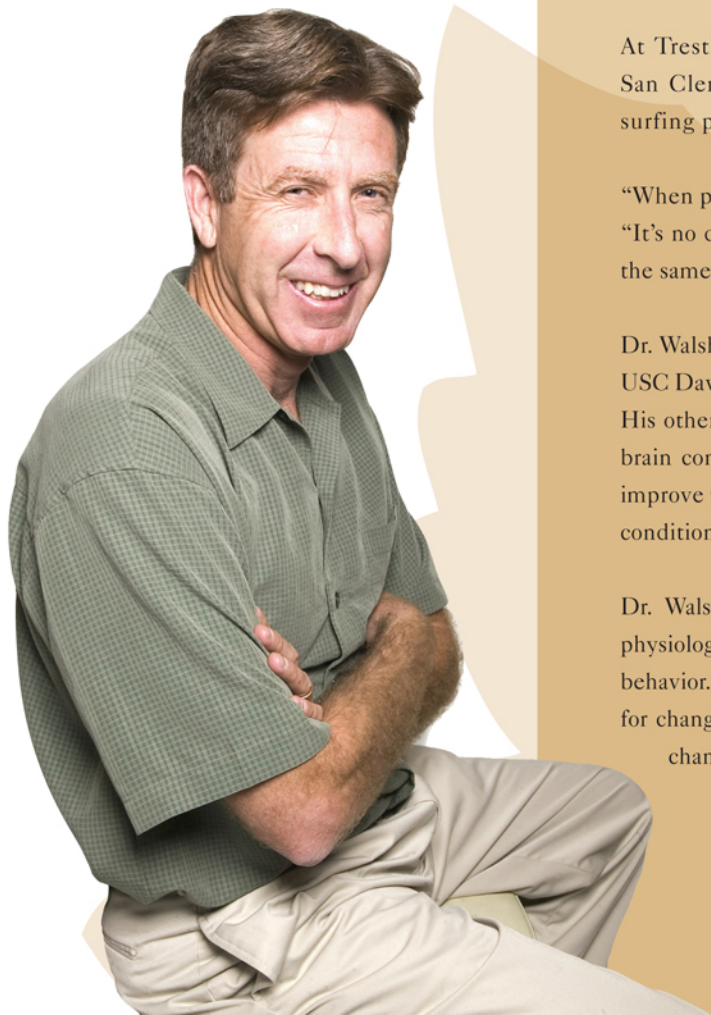 At Trest
San Cler
surfing p
“When p
“It’s no c
the same
Dr. Wals
USC Dav
His other
brain con
improve
condition
Dr. Wals
physiolog
behavior.
for chang
chan